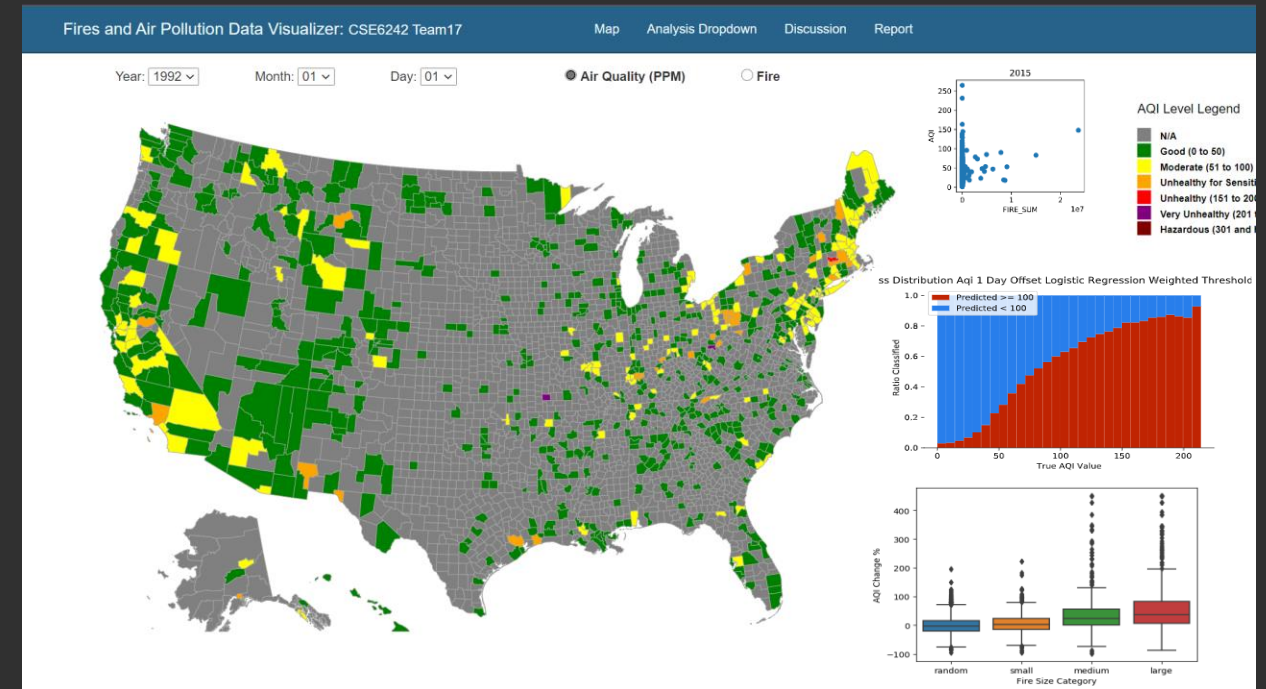 Fires and Air Pollution Data Visualizer: CSE6242 Team17
Map
Analysis Dropdown
Discussion
Report
Year: 1992
Month: 01
Day: 01
Air Quality (PPM)
Fire
2015
250
200
150
100
50
0
AQI
0
1
2
1e7
FIRE_SUM
AQI Level Legend
N/A
Good (0 to 50)
Moderate (51 to 100)
Unhealthy for Sensiti
Unhealthy (151 to 200
Very Unhealthy (201 t
Hazardous (301 and
ss Distribution Aqi 1 Day Offset Logistic Regression Weighted Threshold
Predicted >= 100
Predicted < 100
1.0
0.8
0.6
0.4
0.2
0.0
Ratio Classified
0
50
100
150
200
True AQI Value
400
300
200
100
0
−100
AQI Change %
random
small
medium
large
Fire Size Category